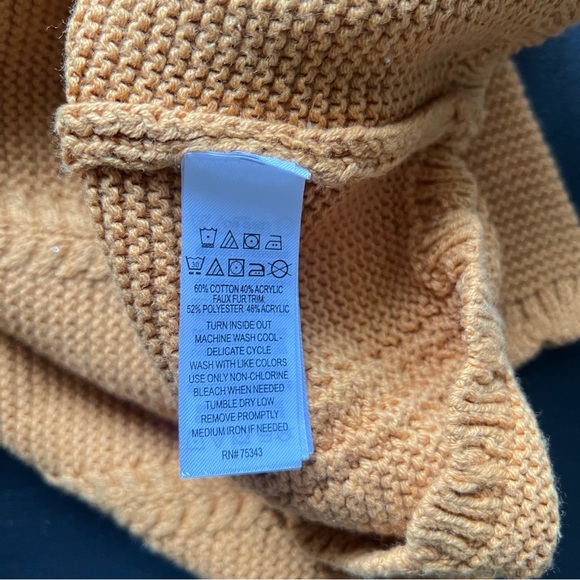 30
60% COTTON 40% ACRYLIC
FAUX FUR TRIM:
52% POLYESTER 48% ACRYLIC
TURN INSIDE OUT
MACHINE WASH COOL -
DELICATE CYCLE
WASH WITH LIKE COLORS
USE ONLY NON-CHLORINE
BLEACH WHEN NEEDED
TUMBLE DRY LOW
REMOVE PROMPTLY
MEDIUM IRON IF NEEDED
RN# 75343